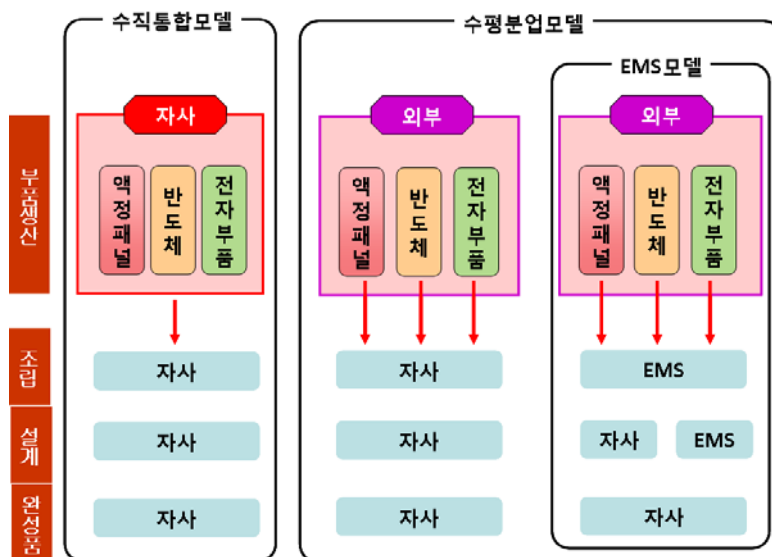 수직통합모델
수평분업모델
EMS모델
자사
외부
외부
부품생산
액정패널
반도체
전자부품
액정패널
반도체
전자부품
액정패널
반도체
전자부품
조립
자사
자사
EMS
설계
자사
자사
자사
EMS
완성품
자사
자사
자사